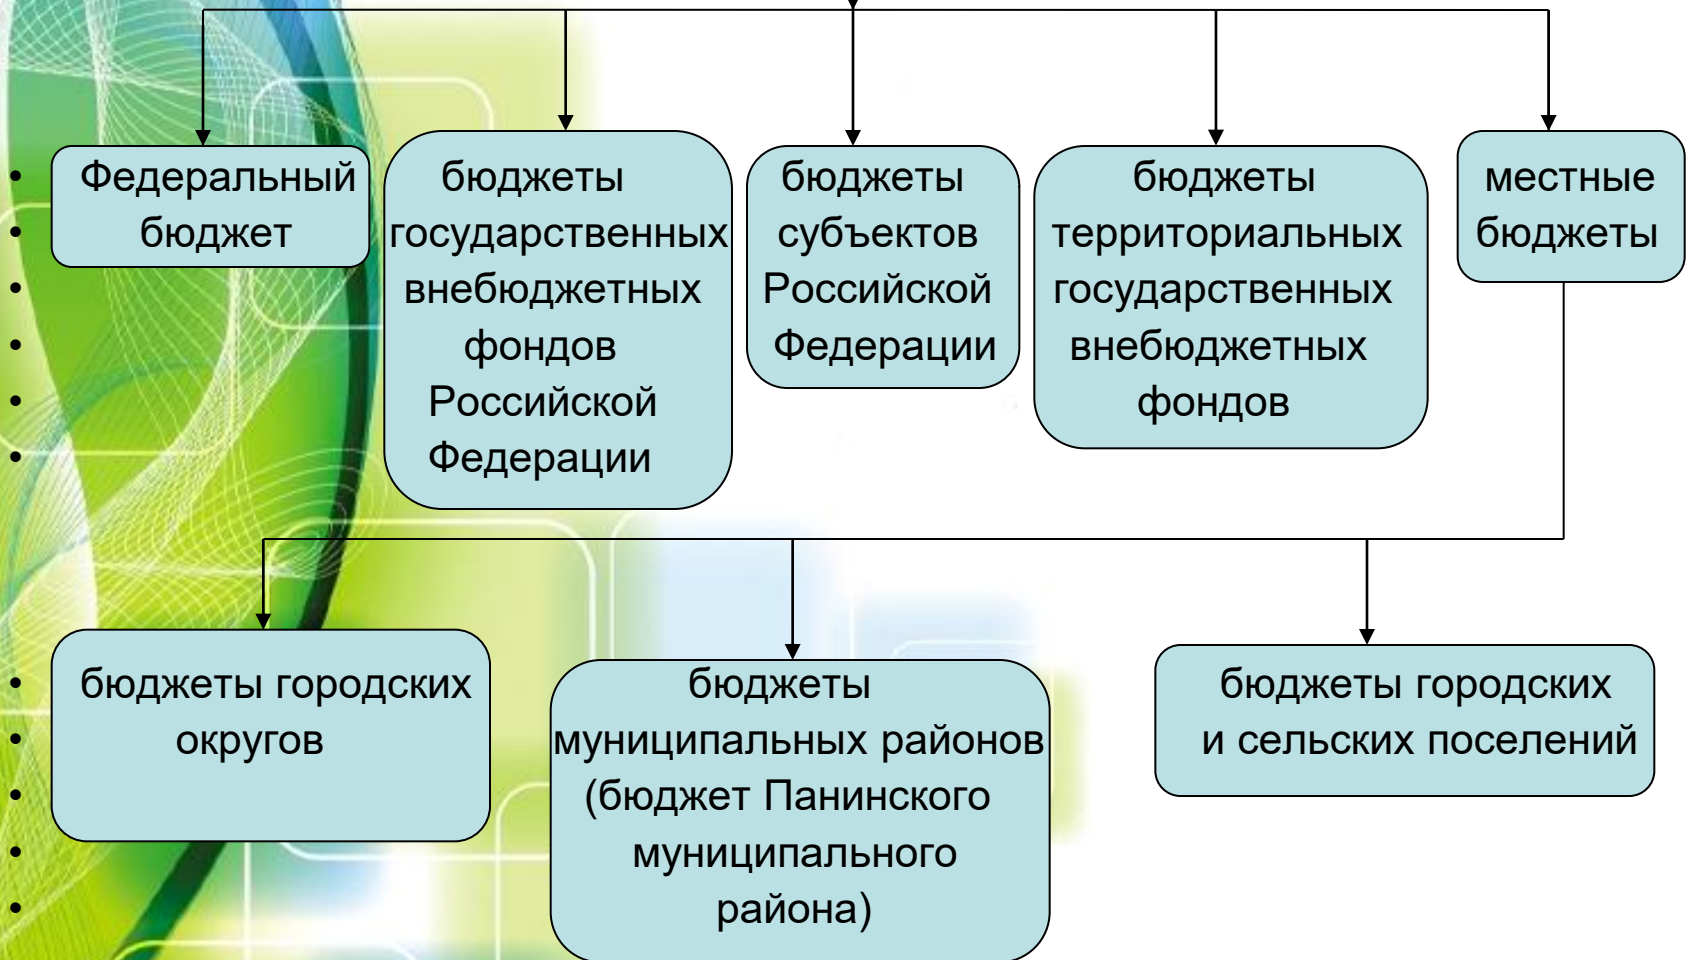 Федеральный
бюджет
бюджеты
государственных
внебюджетных
фондов
Российской
Федерации
бюджеты
субъектов
Российской
Федерации
бюджеты
территориальных
государственных
внебюджетных
фондов
местные
бюджеты
бюджеты городских
округов
бюджеты
муниципальных районов
(бюджет Панинского
муниципального
района)
бюджеты городских
и сельских поселений